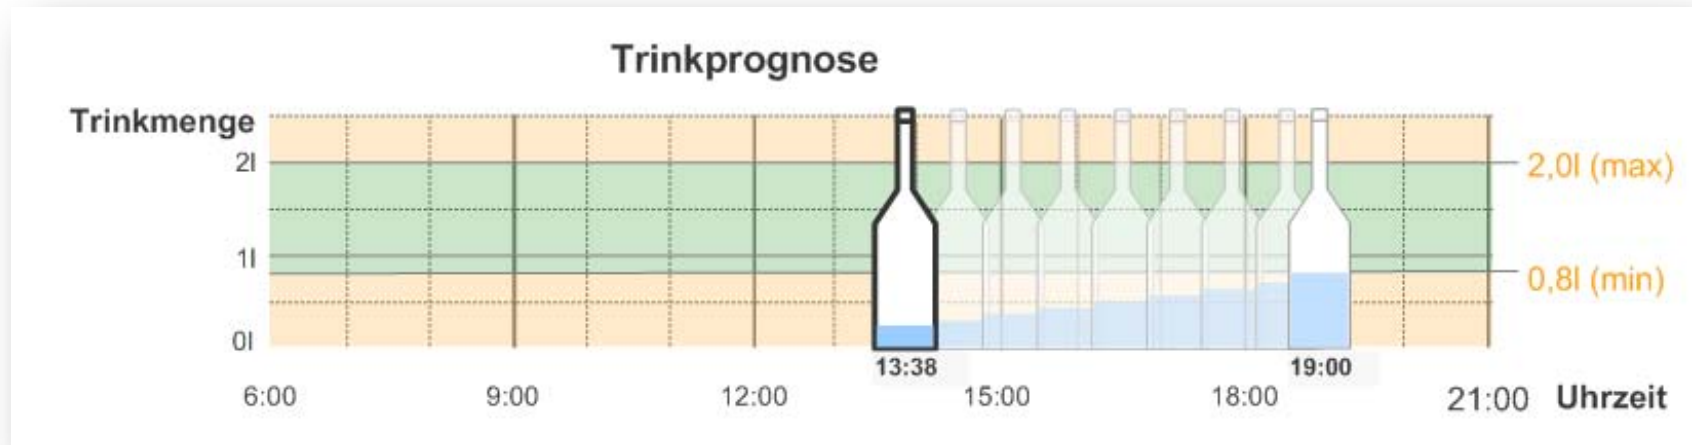 Trinkprognose
Trinkmenge
2l
2,0l (max)
1l
0,8l (min)
0l
13:38
19:00
6:00
9:00
12:00
15:00
18:00
21:00
Uhrzeit